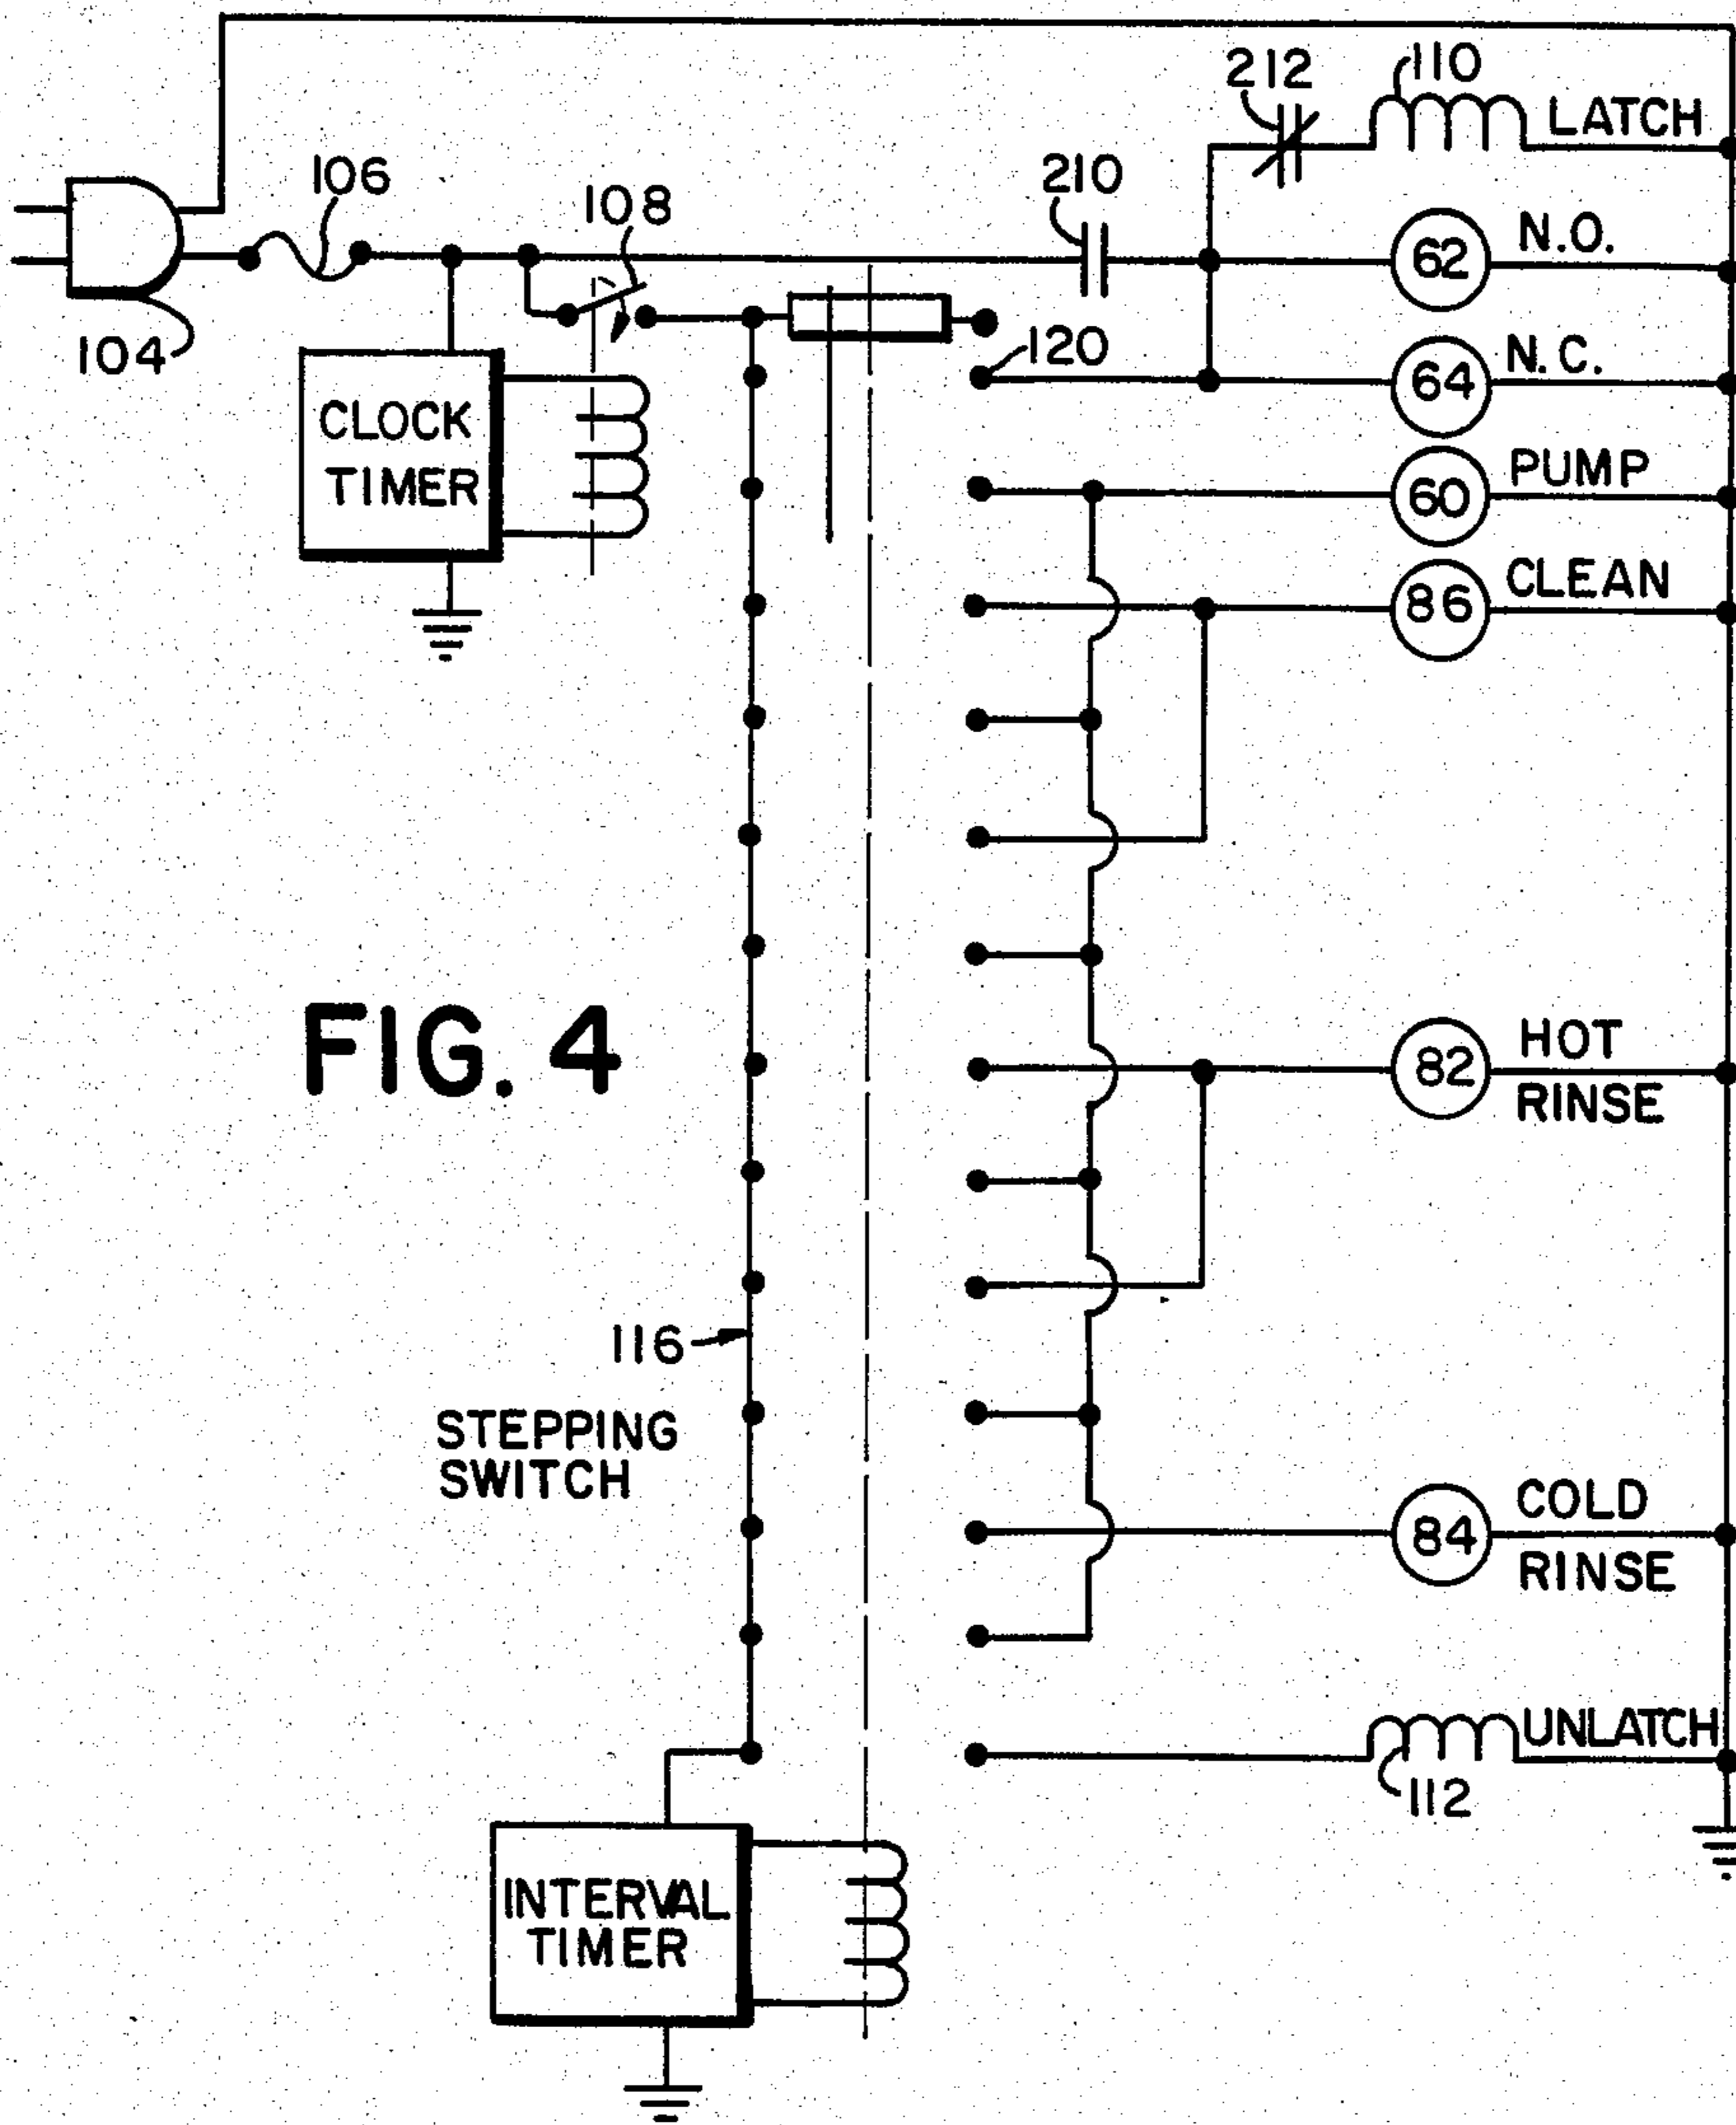 212
110
LATCH
106
108
210
62
N.O.
104
120
64
N.C.
CLOCK
TIMER
60
PUMP
86
CLEAN
FIG. 4
82
HOT
RINSE
116
STEPPING
SWITCH
84
COLD
RINSE
UNLATCH
112
INTERVAL
TIMER